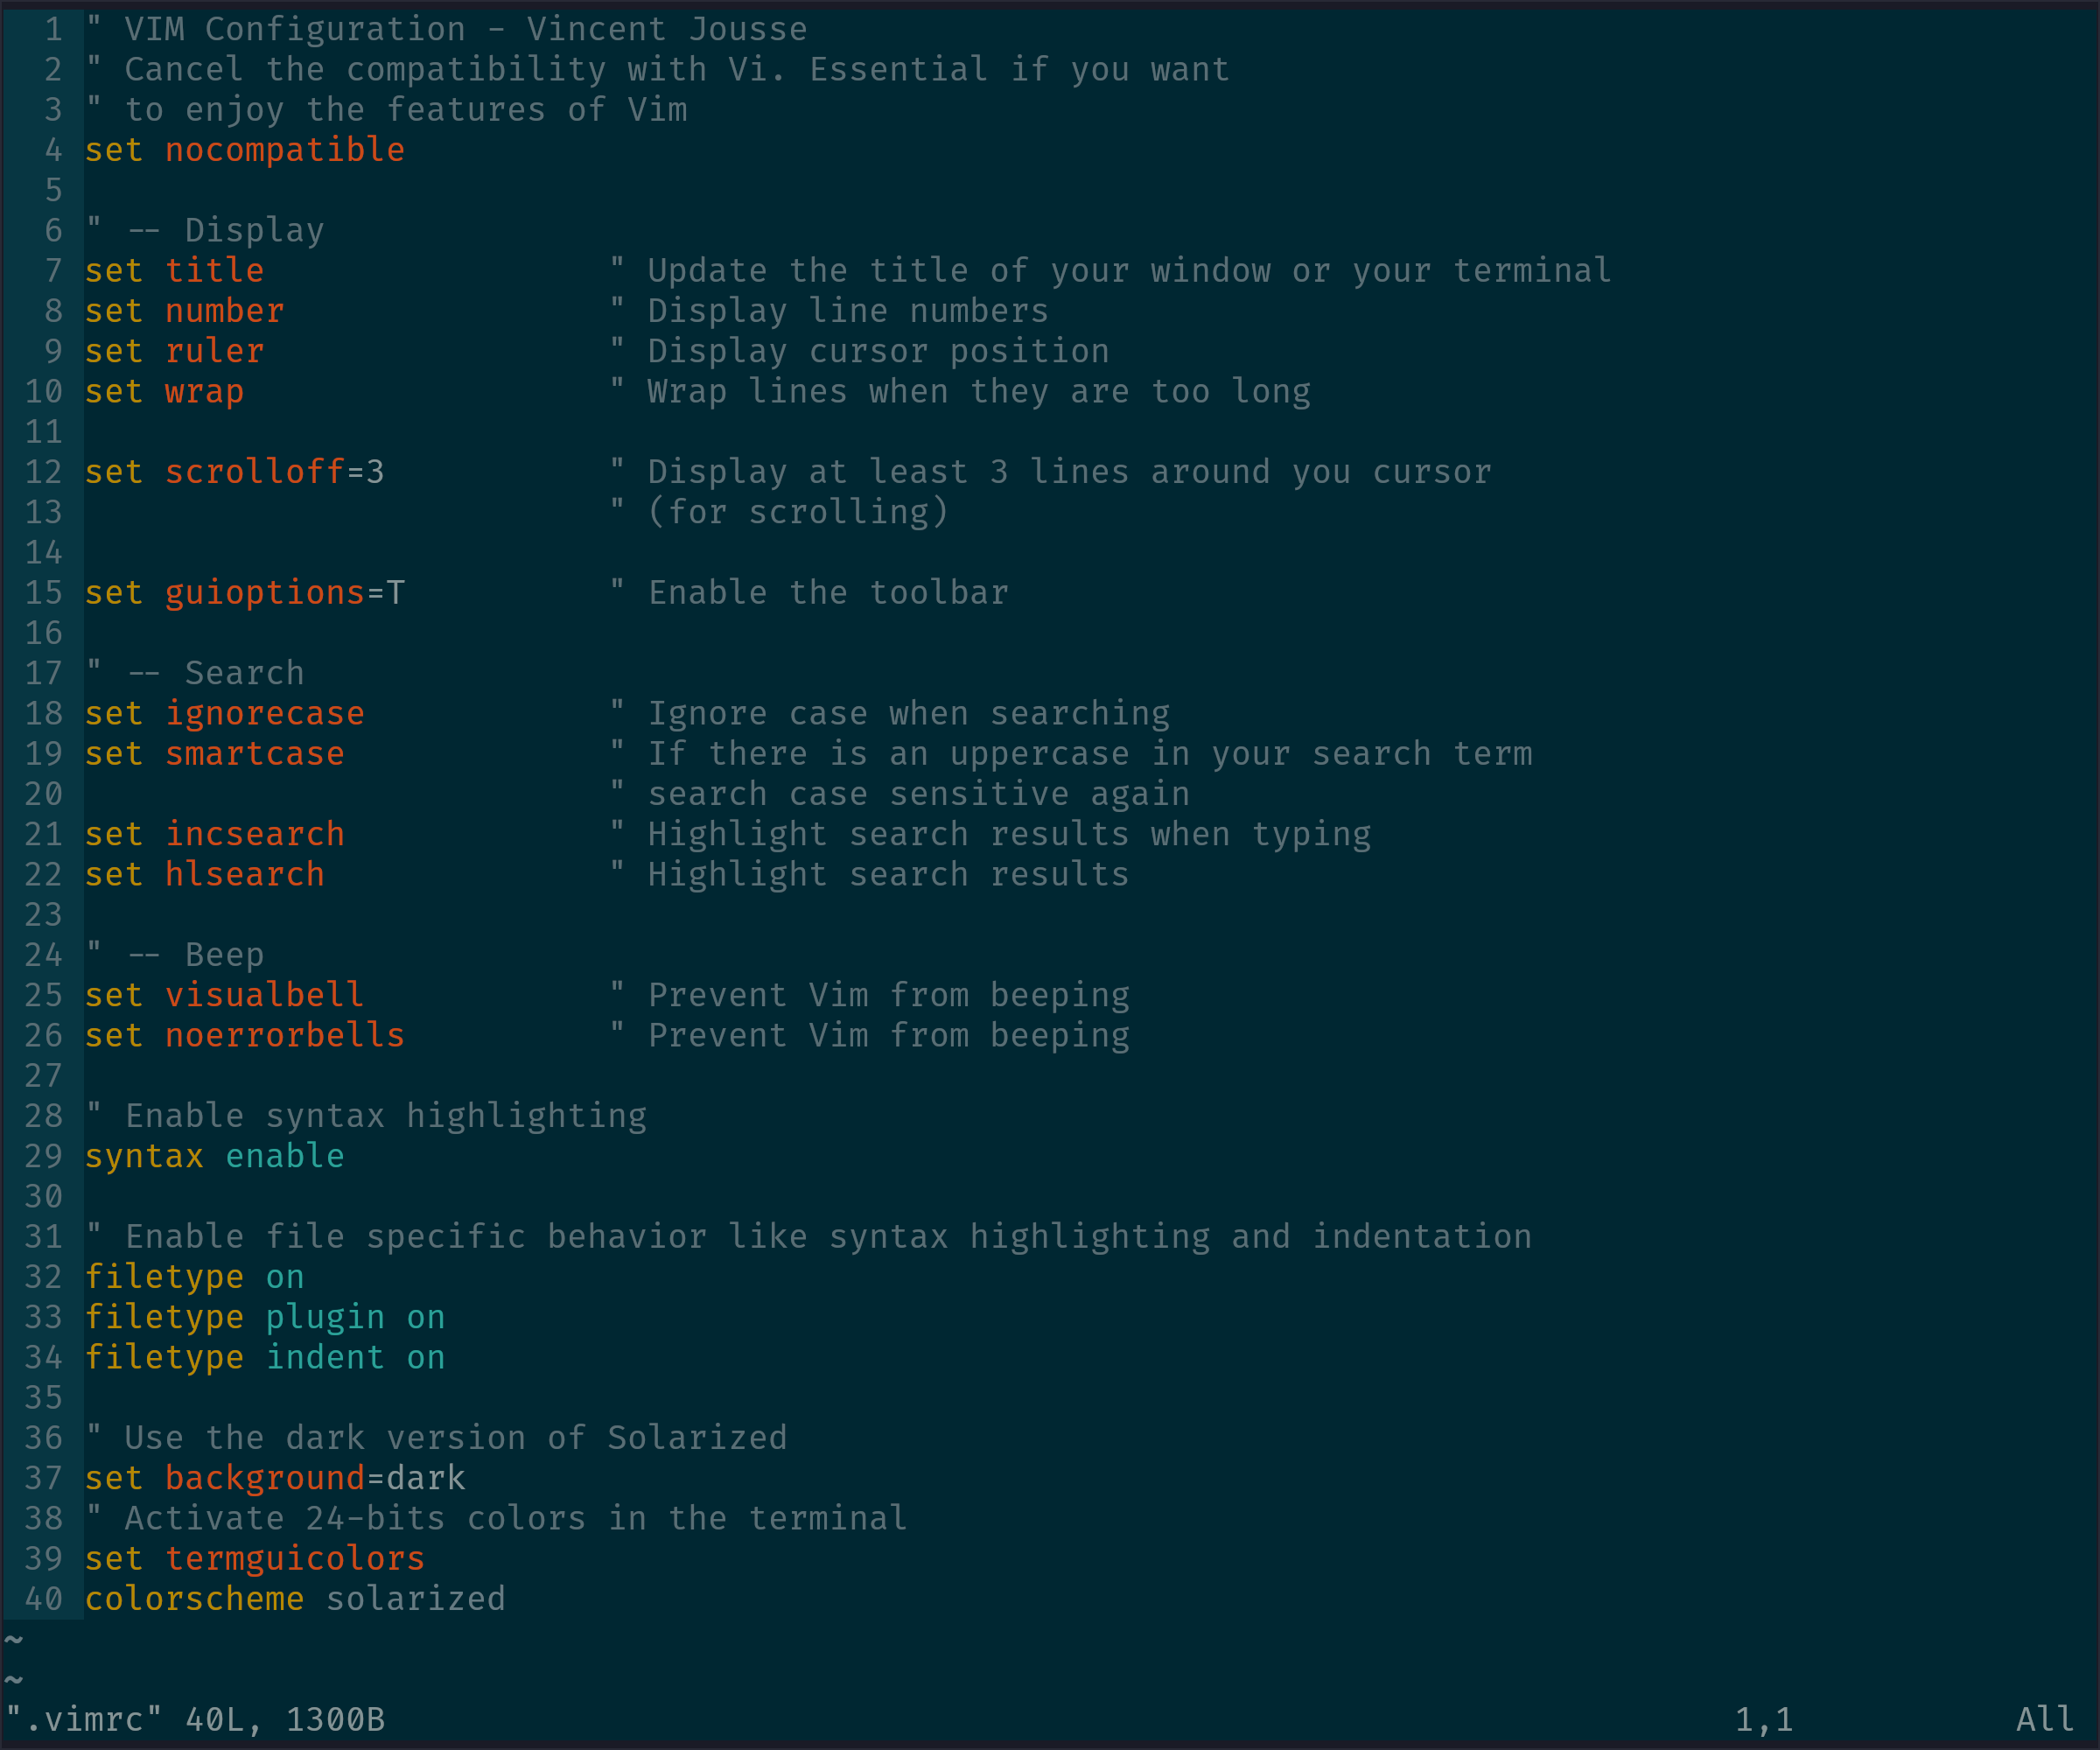 1 " VIM Configuration - Vincent Jousse
2 " Cancel the compatibility with Vi. Essential if you want
3 " to enjoy the features of Vim
4 set nocompatible
5
6 " -- Display
7 set title                 " Update the title of your window or your terminal
8 set number                " Display line numbers
9 set ruler                 " Display cursor position
10 set wrap                  " Wrap lines when they are too long
11
12 set scrolloff=3           " Display at least 3 lines around you cursor
13                           " (for scrolling)
14
15 set guioptions=T          " Enable the toolbar
16
17 " -- Search
18 set ignorecase            " Ignore case when searching
19 set smartcase             " If there is an uppercase in your search term
20                           " search case sensitive again
21 set incsearch             " Highlight search results when typing
22 set hlsearch              " Highlight search results
23
24 " -- Beep
25 set visualbell            " Prevent Vim from beeping
26 set noerrorbells          " Prevent Vim from beeping
27
28 " Enable syntax highlighting
29 syntax enable
30
31 " Enable file specific behavior like syntax highlighting and indentation
32 filetype on
33 filetype plugin on
34 filetype indent on
35
36 " Use the dark version of Solarized
37 set background=dark
38 " Activate 24-bits colors in the terminal
39 set termguicolors
40 colorscheme solarized
~
~
".vimrc" 40L, 1300B 1,1 All